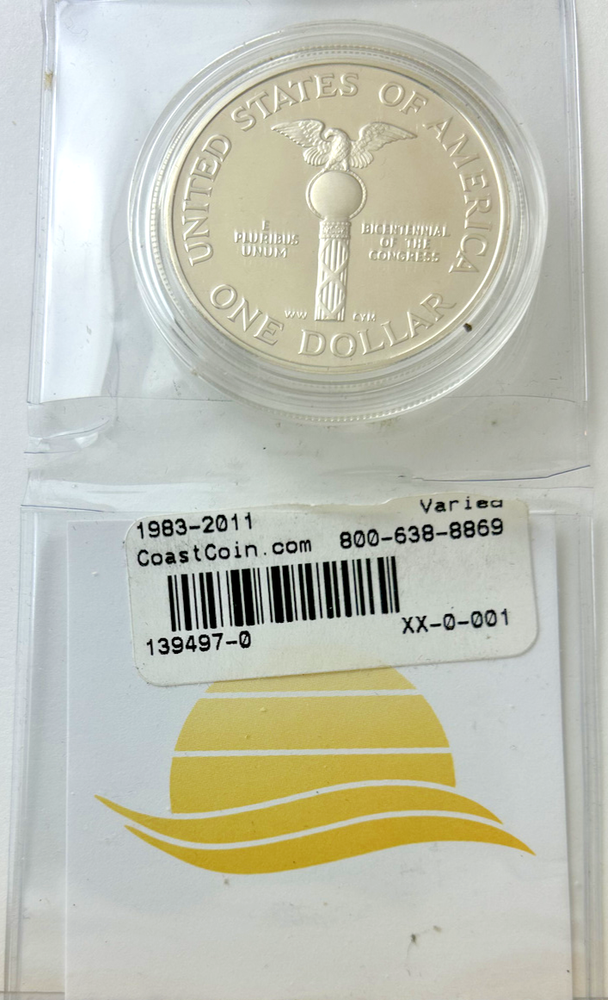 UNITED STATES OF AMERICA
E
PLURIBUS
UNUM
BICENTENNIAL
OF THE
CONGRESS
WW
ONE DOLLAR
1983-2011 Varied
CoastCoin.com 800-638-8869
139497-0 XX-0-001